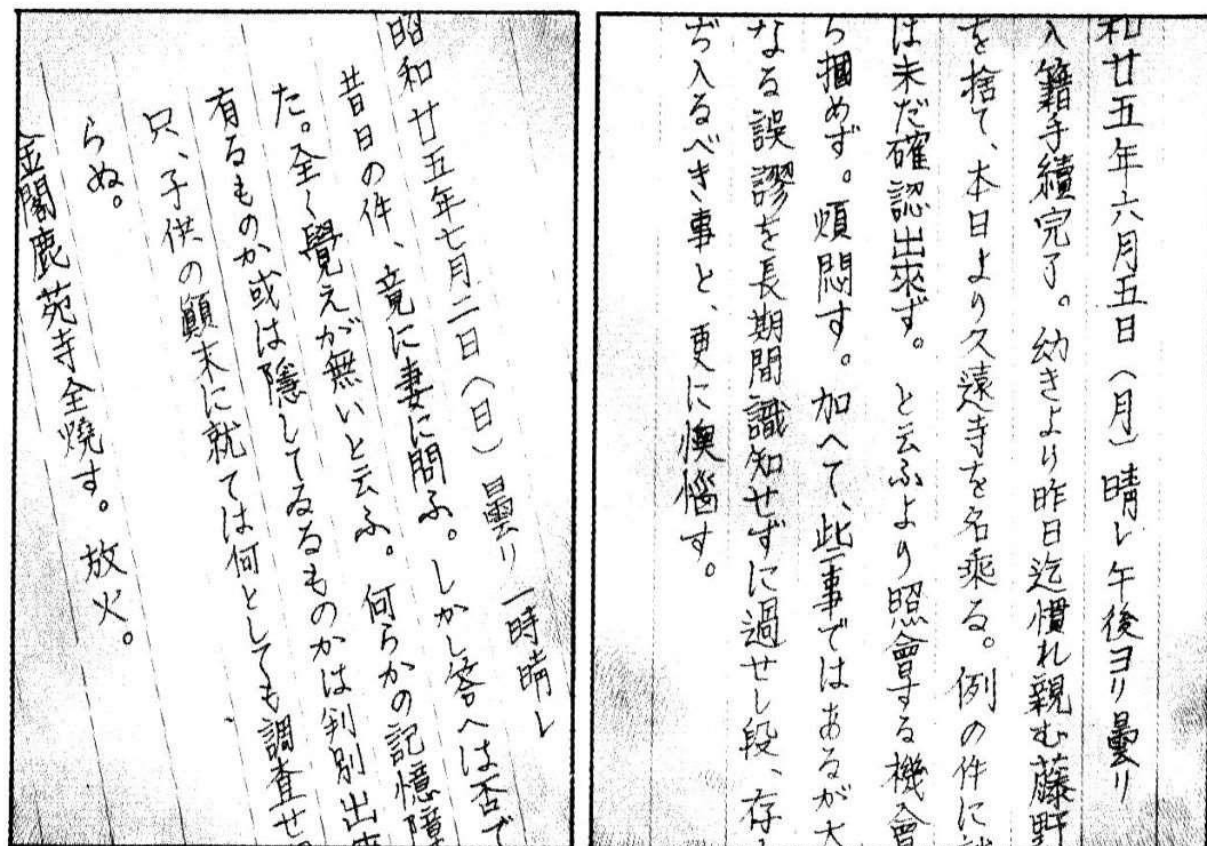 和廿五年六月五日（月）晴レ午後ヨリ曇リ
入籍手續完了。幼きより昨日迄慣れ親む藤野
を捨て、本日より久遠寺を名乘る。例の件に
は未だ確認出來ず。　と云ふより照會する機會
ら摑めず。煩悶す。加へて、些事ではあるが大
なる誤謬を長期間識知せずに過せし段、存
ぢ入るべき事と、更に懊惱す。
昭和廿五年七月二日（日）曇リ一時晴レ
昔日の件、竟に妻に問ふ。しかし答へは否で
た。全く覺えが無いと云ふ。何らかの記憶障
有るものか或は隱してゐるものかは判別出來
只、子供の顚末に就ては何としても調査せ
らぬ。
金閣鹿苑寺全燒す。放火。